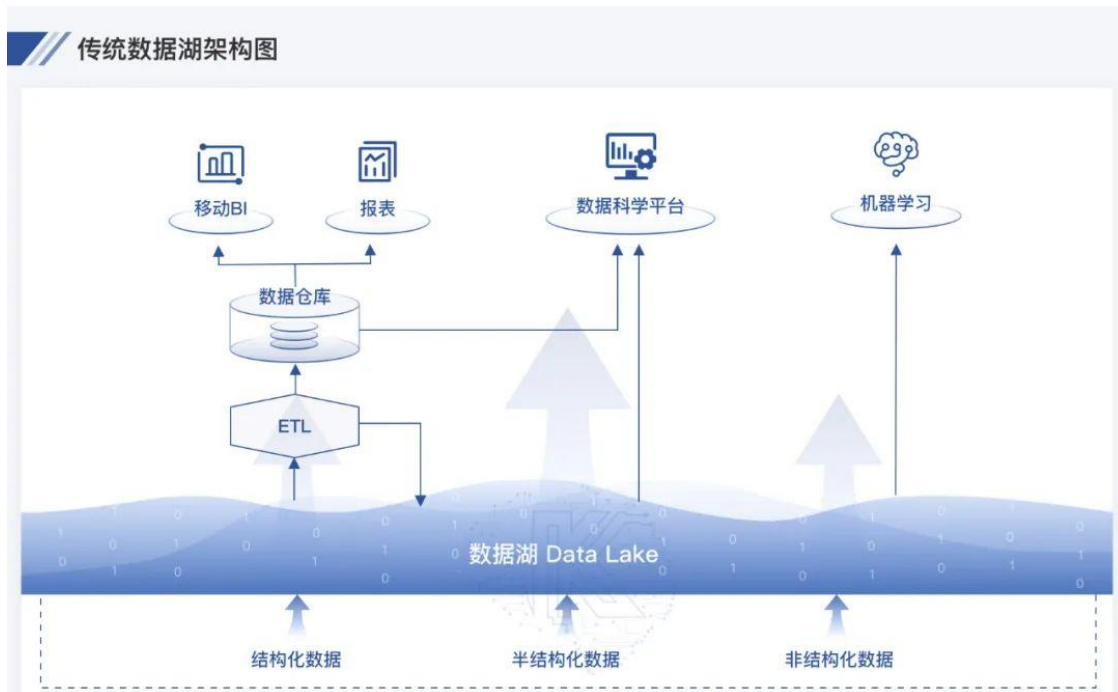 传统数据湖架构图
移动BI
报表
数据科学平台
机器学习
数据仓库
ETL
数据湖 Data Lake
结构化数据
半结构化数据
非结构化数据